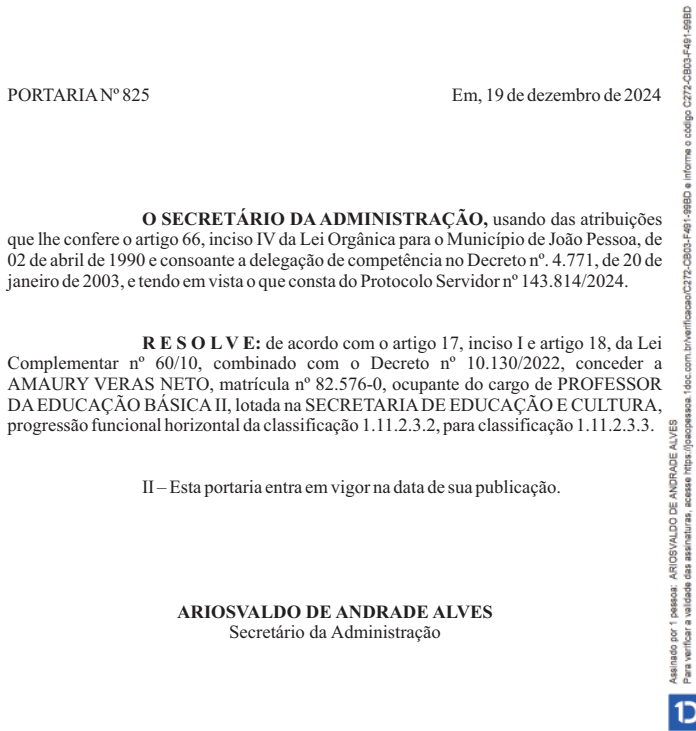 PORTARIA Nº 825 Em, 19 de dezembro de 2024
O SECRETÁRIO DA ADMINISTRAÇÃO, usando das atribuições
que lhe confere o artigo 66, inciso IV da Lei Orgânica para o Município de João Pessoa, de
02 de abril de 1990 e consoante a delegação de competência no Decreto nº. 4.771, de 20 de
janeiro de 2003, e tendo em vista o que consta do Protocolo Servidor nº 143.814/2024.
R E S O L V E: de acordo com o artigo 17, inciso I e artigo 18, da Lei
Complementar nº 60/10, combinado com o Decreto nº 10.130/2022, conceder a
AMAURY VERAS NETO, matrícula nº 82.576-0, ocupante do cargo de PROFESSOR
DA EDUCAÇÃO BÁSICA II, lotada na SECRETARIA DE EDUCAÇÃO E CULTURA,
progressão funcional horizontal da classificação 1.11.2.3.2, para classificação 1.11.2.3.3.
II – Esta portaria entra em vigor na data de sua publicação.
ARIOSVALDO DE ANDRADE ALVES
Secretário da Administração
Assinado por 1 pessoa: ARIOSVALDO DE ANDRADE ALVES
Para verificar a validade das assinaturas, acesse https://joaopessoa.1doc.com.br/verificacao/C272-CB03-F491-99BD e informe o código C272-CB03-F491-99BD
1D